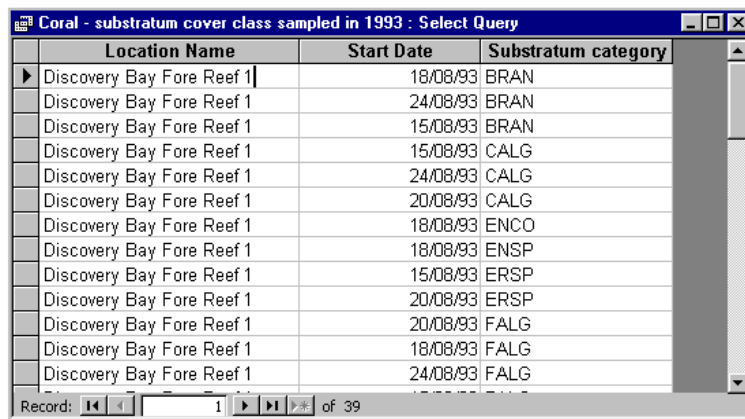 Coral - substratum cover class sampled in 1993 : Select Query
Location Name Start Date Substratum category
Discovery Bay Fore Reef 1 18/08/93 BRAN
Discovery Bay Fore Reef 1 24/08/93 BRAN
Discovery Bay Fore Reef 1 15/08/93 BRAN
Discovery Bay Fore Reef 1 15/08/93 CALG
Discovery Bay Fore Reef 1 24/08/93 CALG
Discovery Bay Fore Reef 1 20/08/93 CALG
Discovery Bay Fore Reef 1 18/08/93 ENCO
Discovery Bay Fore Reef 1 18/08/93 ENSP
Discovery Bay Fore Reef 1 15/08/93 ERSP
Discovery Bay Fore Reef 1 20/08/93 ERSP
Discovery Bay Fore Reef 1 20/08/93 FALG
Discovery Bay Fore Reef 1 18/08/93 FALG
Discovery Bay Fore Reef 1 24/08/93 FALG
Record: 1 of 39